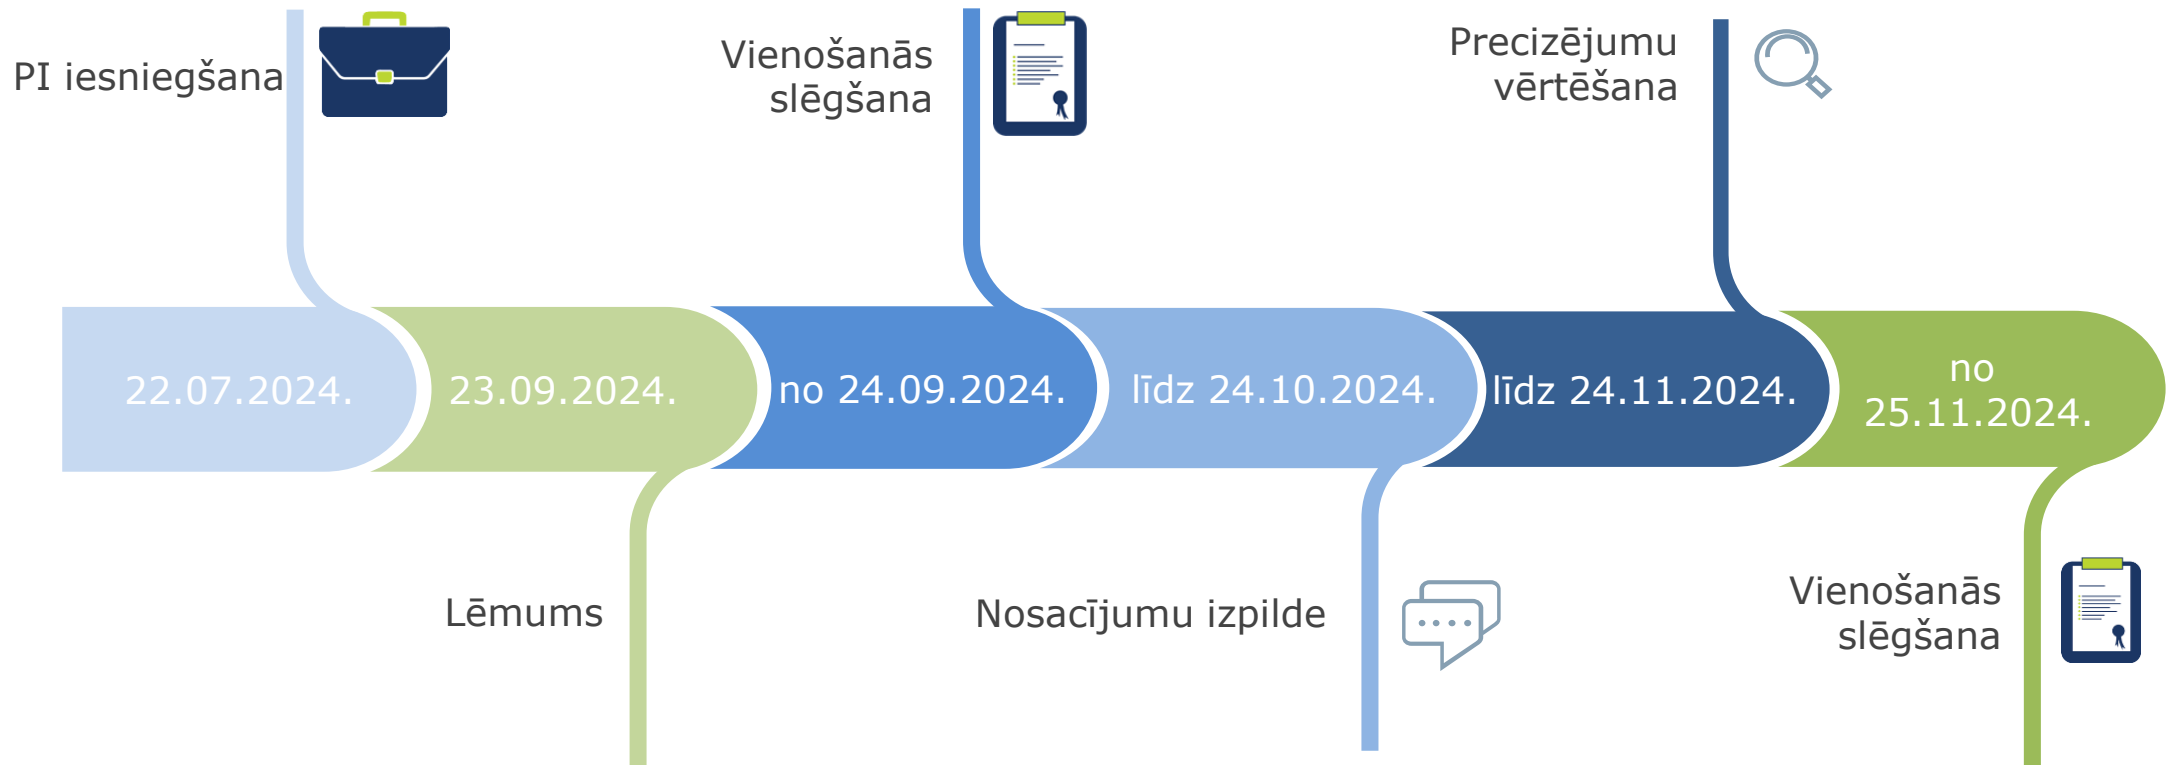 PI iesniegšana
Vienošanās
slēgšana
Precizējumu
vērtēšana
22.07.2024.
23.09.2024.
no 24.09.2024.
līdz 24.10.2024.
līdz 24.11.2024.
no
25.11.2024.
Lēmums
Nosacījumu izpilde
Vienošanās
slēgšana